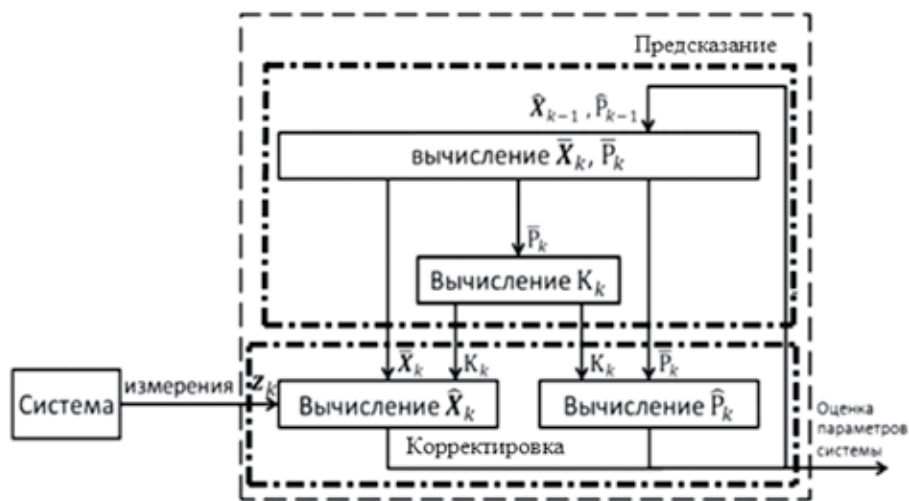 Предсказание
X̂ₖ₋₁ , P̂ₖ₋₁
вычисление X̄ₖ, P̄ₖ
P̄ₖ
Вычисление Kₖ
X̄ₖ Kₖ Kₖ P̄ₖ
Система
измерения zₖ
Вычисление X̂ₖ
Вычисление P̂ₖ
Корректировка
Оценка
параметров
системы